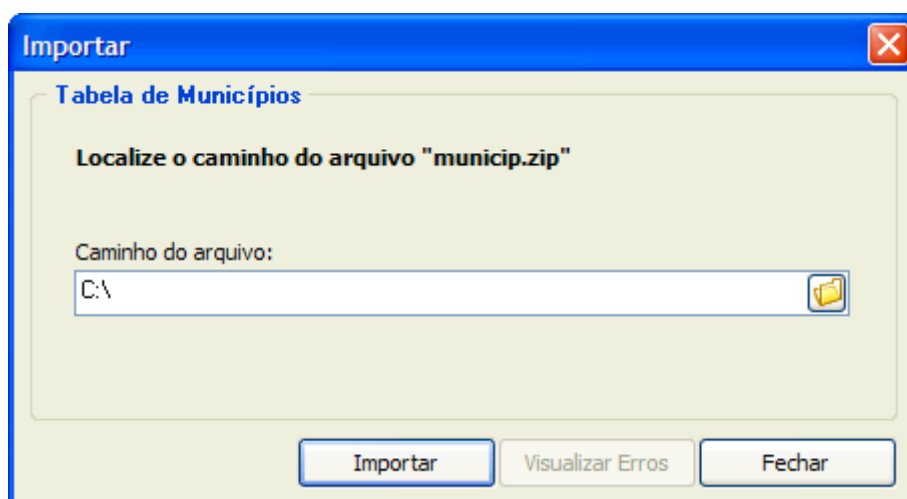 Importar
Tabela de Municípios
Localize o caminho do arquivo "municip.zip"
Caminho do arquivo:
C:\
Importar Visualizar Erros Fechar